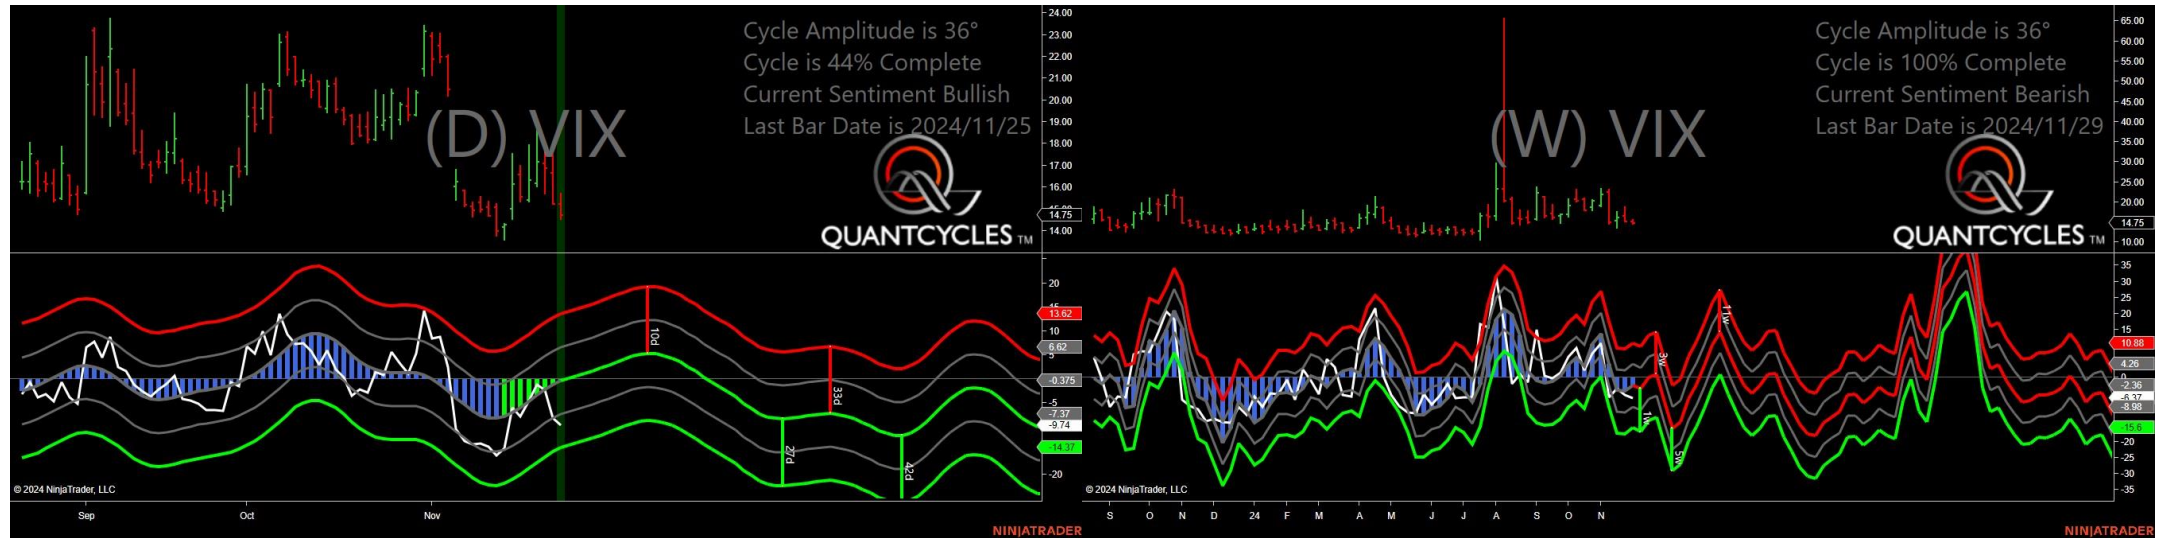 Cycle Amplitude is 36°
Cycle is 44% Complete
Current Sentiment Bullish
Last Bar Date is 2024/11/25
(D) VIX
QUANTCYCLES TM
24.00
23.00
22.00
21.00
20.00
19.00
18.00
17.00
16.00
14.75
14.00
20
13.62
10
5
6.62
-0.375
-5
-7.37
-9.74
-14.37
-20
10d
27d
33d
42d
© 2024 NinjaTrader, LLC
Sep
Oct
Nov
NINJATRADER
Cycle Amplitude is 36°
Cycle is 100% Complete
Current Sentiment Bearish
Last Bar Date is 2024/11/29
(W) VIX
QUANTCYCLES TM
65.00
60.00
55.00
50.00
45.00
40.00
35.00
30.00
25.00
20.00
14.75
10.00
35
30
25
20
15
10.88
4.26
0
-2.36
-6.37
-8.98
-15.6
-20
-25
-30
-35
1w
3w
5w
11w
© 2024 NinjaTrader, LLC
S O N D 24 F M A M J J A S O N
NINJATRADER